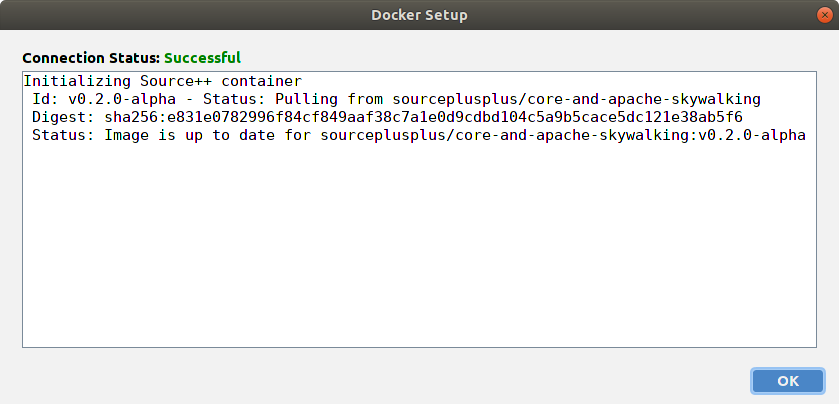 Docker Setup
Connection Status: Successful
Initializing Source++ container
Id: v0.2.0-alpha - Status: Pulling from sourceplusplus/core-and-apache-skywalking
Digest: sha256:e831e0782996f84cf849aaf38c7a1e0d9cdbd104c5a9b5cace5dc121e38ab5f6
Status: Image is up to date for sourceplusplus/core-and-apache-skywalking:v0.2.0-alpha
OK